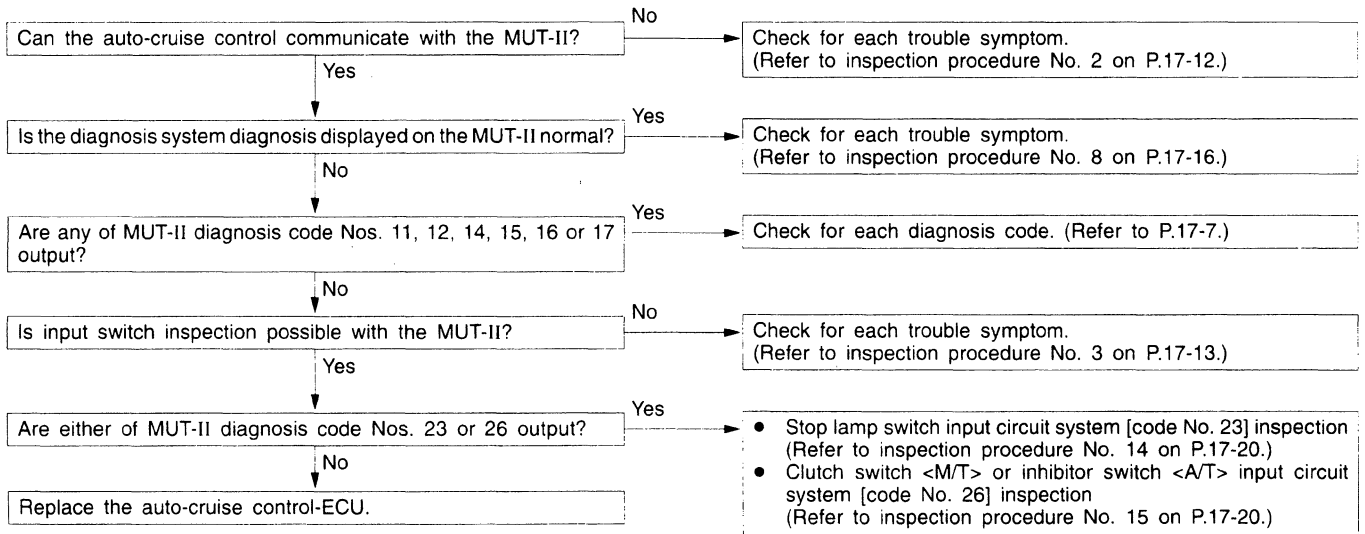 No
Can the auto-cruise control communicate with the MUT-II?
Check for each trouble symptom.
(Refer to inspection procedure No. 2 on P.17-12.)
Yes
Yes
Is the diagnosis system diagnosis displayed on the MUT-II normal?
Check for each trouble symptom.
(Refer to inspection procedure No. 8 on P.17-16.)
No
Yes
Are any of MUT-II diagnosis code Nos. 11, 12, 14, 15, 16 or 17
output?
Check for each diagnosis code. (Refer to P.17-7.)
No
No
Is input switch inspection possible with the MUT-II?
Check for each trouble symptom.
(Refer to inspection procedure No. 3 on P.17-13.)
Yes
Yes
Are either of MUT-II diagnosis code Nos. 23 or 26 output?
● Stop lamp switch input circuit system [code No. 23] inspection
(Refer to inspection procedure No. 14 on P.17-20.)
● Clutch switch <M/T> or inhibitor switch <A/T> input circuit
system [code No. 26] inspection
(Refer to inspection procedure No. 15 on P.17-20.)
No
Replace the auto-cruise control-ECU.